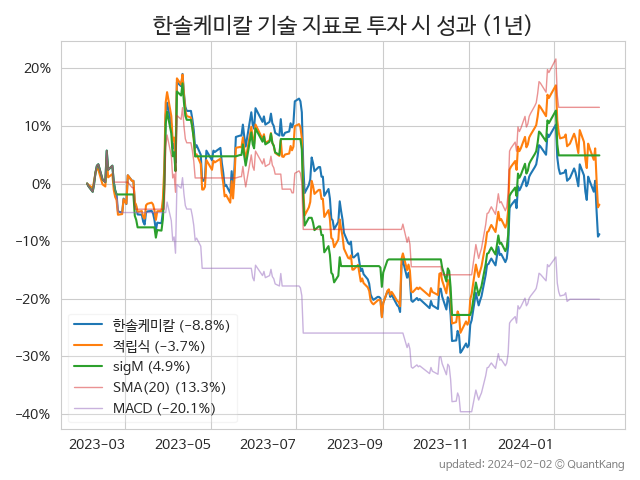 한솔케미칼 기술 지표로 투자 시 성과 (1년)
20%
10%
0%
−10%
−20%
−30%
−40%
한솔케미칼 (−8.8%)
적립식 (−3.7%)
sigM (4.9%)
SMA(20) (13.3%)
MACD (−20.1%)
2023-03 2023-05 2023-07 2023-09 2023-11 2024-01
updated: 2024-02-02 © QuantKang